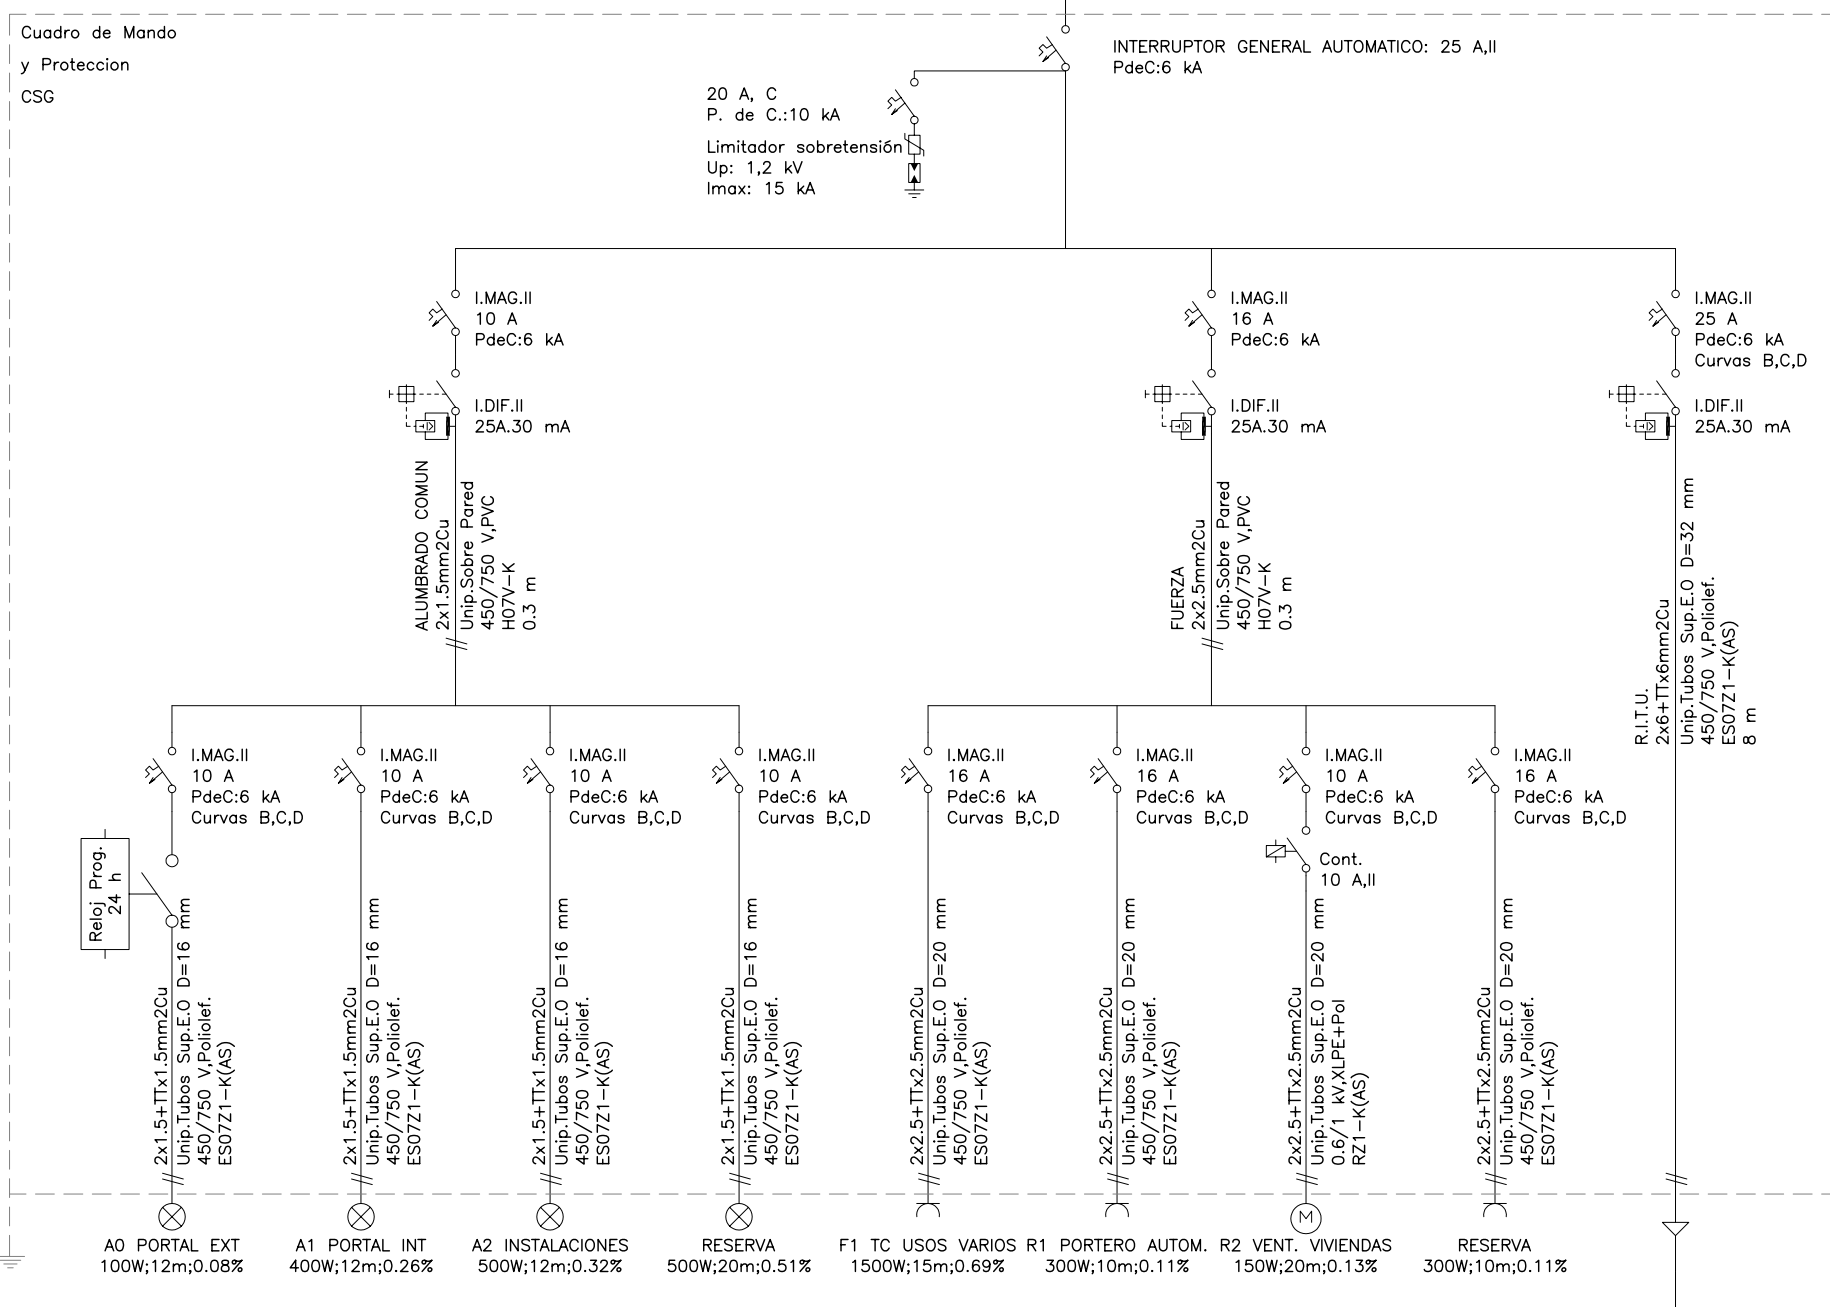 Cuadro de Mando
y Proteccion
CSG
INTERRUPTOR GENERAL AUTOMATICO: 25 A,II
PdeC:6 kA
20 A, C
P. de C.:10 kA
Limitador sobretensión
Up: 1,2 kV
Imax: 15 kA
I.MAG.II
10 A
PdeC:6 kA
I.DIF.II
25A.30 mA
ALUMBRADO COMUN
2x1.5mm2Cu
Unip.Sobre Pared
450/750 V,PVC
H07V-K
0.3 m
I.MAG.II
16 A
PdeC:6 kA
I.DIF.II
25A.30 mA
FUERZA
2x2.5mm2Cu
Unip.Sobre Pared
450/750 V,PVC
H07V-K
0.3 m
I.MAG.II
25 A
PdeC:6 kA
Curvas B,C,D
I.DIF.II
25A.30 mA
R.I.T.U.
2x6+TTx6mm2Cu
Unip.Tubos Sup.E.O D=32 mm
450/750 V,Poliolef.
ES07Z1-K(AS)
8 m
I.MAG.II
10 A
PdeC:6 kA
Curvas B,C,D
Reloj Prog.
24 h
2x1.5+TTx1.5mm2Cu
Unip.Tubos Sup.E.O D=16 mm
450/750 V,Poliolef.
ES07Z1-K(AS)
A0 PORTAL EXT
100W;12m;0.08%
I.MAG.II
10 A
PdeC:6 kA
Curvas B,C,D
2x1.5+TTx1.5mm2Cu
Unip.Tubos Sup.E.O D=16 mm
450/750 V,Poliolef.
ES07Z1-K(AS)
A1 PORTAL INT
400W;12m;0.26%
I.MAG.II
10 A
PdeC:6 kA
Curvas B,C,D
2x1.5+TTx1.5mm2Cu
Unip.Tubos Sup.E.O D=16 mm
450/750 V,Poliolef.
ES07Z1-K(AS)
A2 INSTALACIONES
500W;12m;0.32%
I.MAG.II
10 A
PdeC:6 kA
Curvas B,C,D
2x1.5+TTx1.5mm2Cu
Unip.Tubos Sup.E.O D=16 mm
450/750 V,Poliolef.
ES07Z1-K(AS)
RESERVA
500W;20m;0.51%
I.MAG.II
16 A
PdeC:6 kA
Curvas B,C,D
2x2.5+TTx2.5mm2Cu
Unip.Tubos Sup.E.O D=20 mm
450/750 V,Poliolef.
ES07Z1-K(AS)
F1 TC USOS VARIOS
1500W;15m;0.69%
I.MAG.II
16 A
PdeC:6 kA
Curvas B,C,D
2x2.5+TTx2.5mm2Cu
Unip.Tubos Sup.E.O D=20 mm
450/750 V,Poliolef.
ES07Z1-K(AS)
R1 PORTERO AUTOM.
300W;10m;0.11%
I.MAG.II
10 A
PdeC:6 kA
Curvas B,C,D
Cont.
10 A,II
2x2.5+TTx2.5mm2Cu
Unip.Tubos Sup.E.O D=20 mm
0.6/1 kV,XLPE+Pol
RZ1-K(AS)
R2 VENT. VIVIENDAS
150W;20m;0.13%
M
I.MAG.II
16 A
PdeC:6 kA
Curvas B,C,D
2x2.5+TTx2.5mm2Cu
Unip.Tubos Sup.E.O D=20 mm
450/750 V,Poliolef.
ES07Z1-K(AS)
RESERVA
300W;10m;0.11%